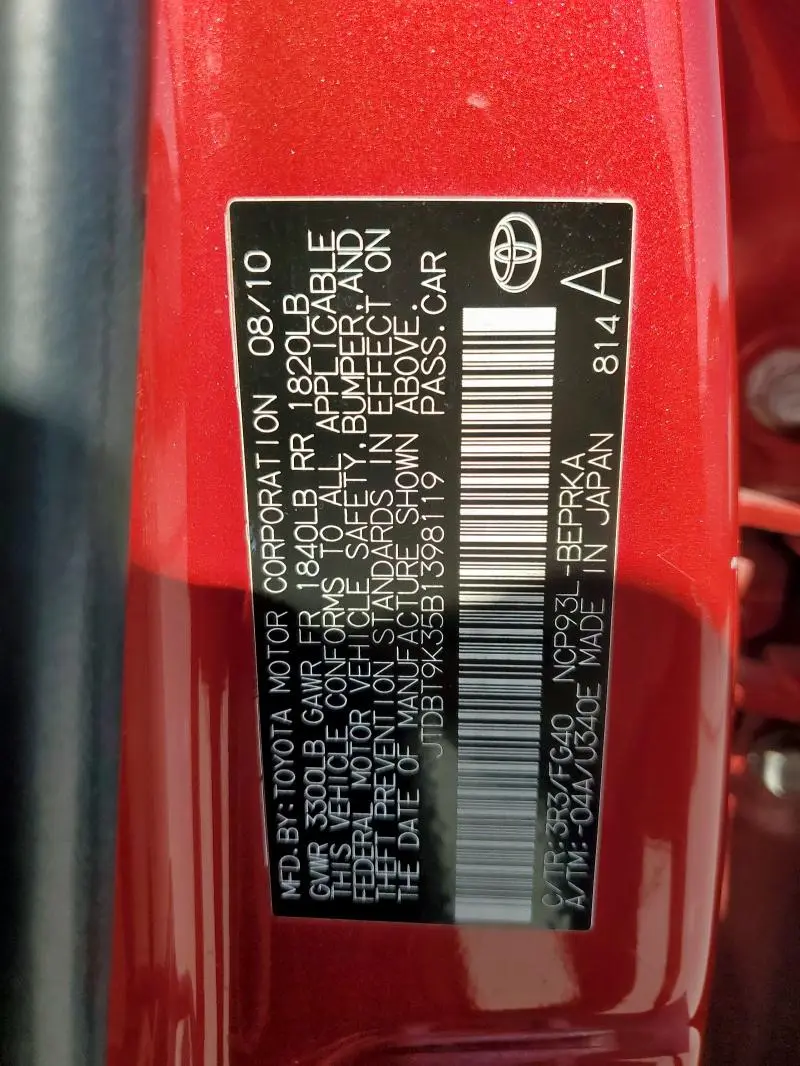 MFD.BY:TOYOTA MOTOR CORPORATION 08/10
GVWR 3300LB GAWR FR 1840LB RR 1820LB
THIS VEHICLE CONFORMS TO ALL APPLICABLE
FEDERAL MOTOR VEHICLE SAFETY,BUMPER,AND
THEFT PREVENTION STANDARDS IN EFFECT ON
THE DATE OF MANUFACTURE SHOWN ABOVE.
JTDBT9K35B1398119 PASS.CAR
C/TR:3R3/FG40 NCP93L-BEPRKA 814 A
A/TM:-04A/U340E MADE IN JAPAN